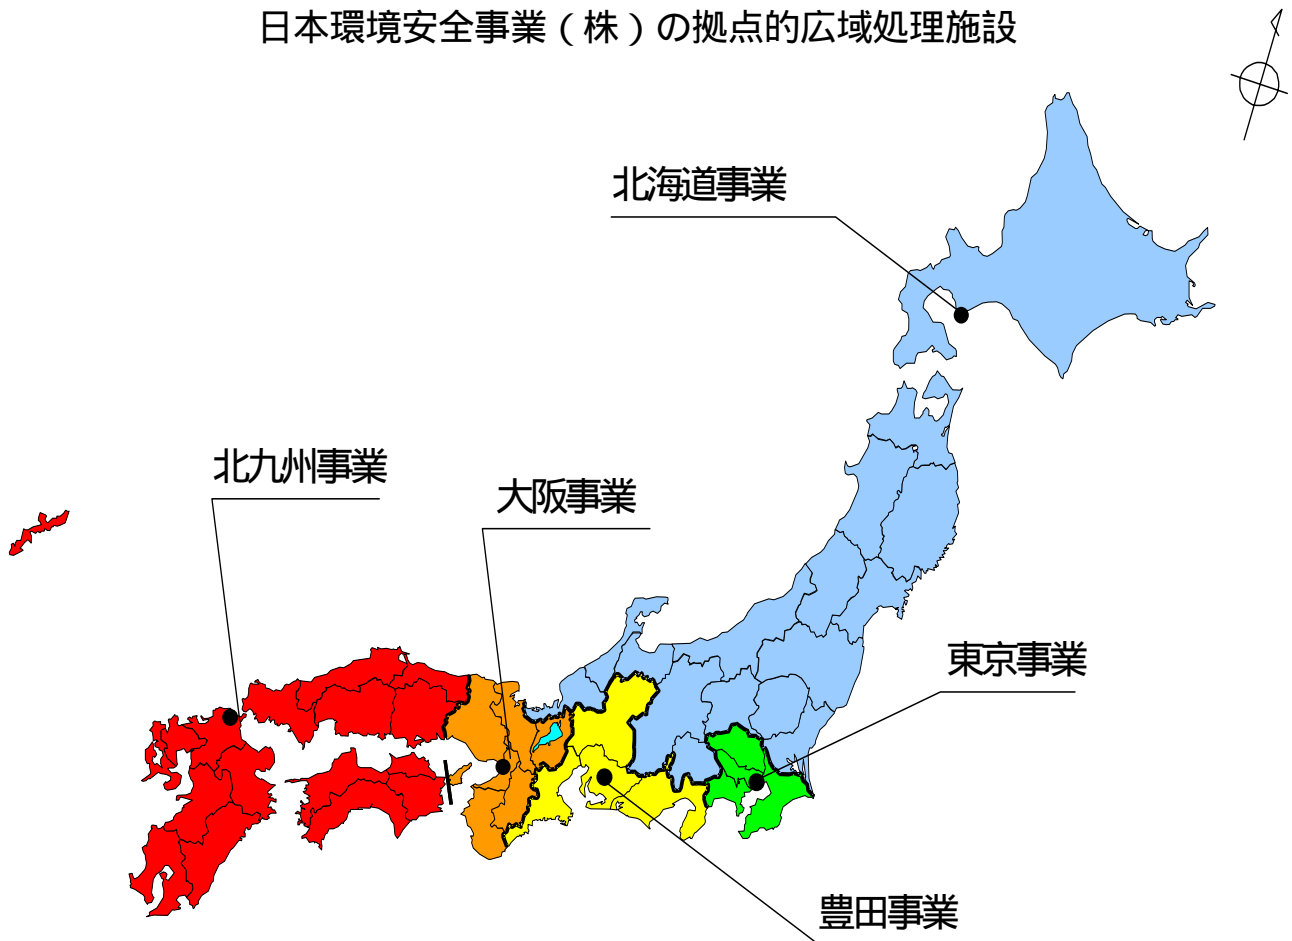 日本環境安全事業(株)の拠点的広域処理施設
北海道事業
北九州事業
大阪事業
東京事業
豊田事業